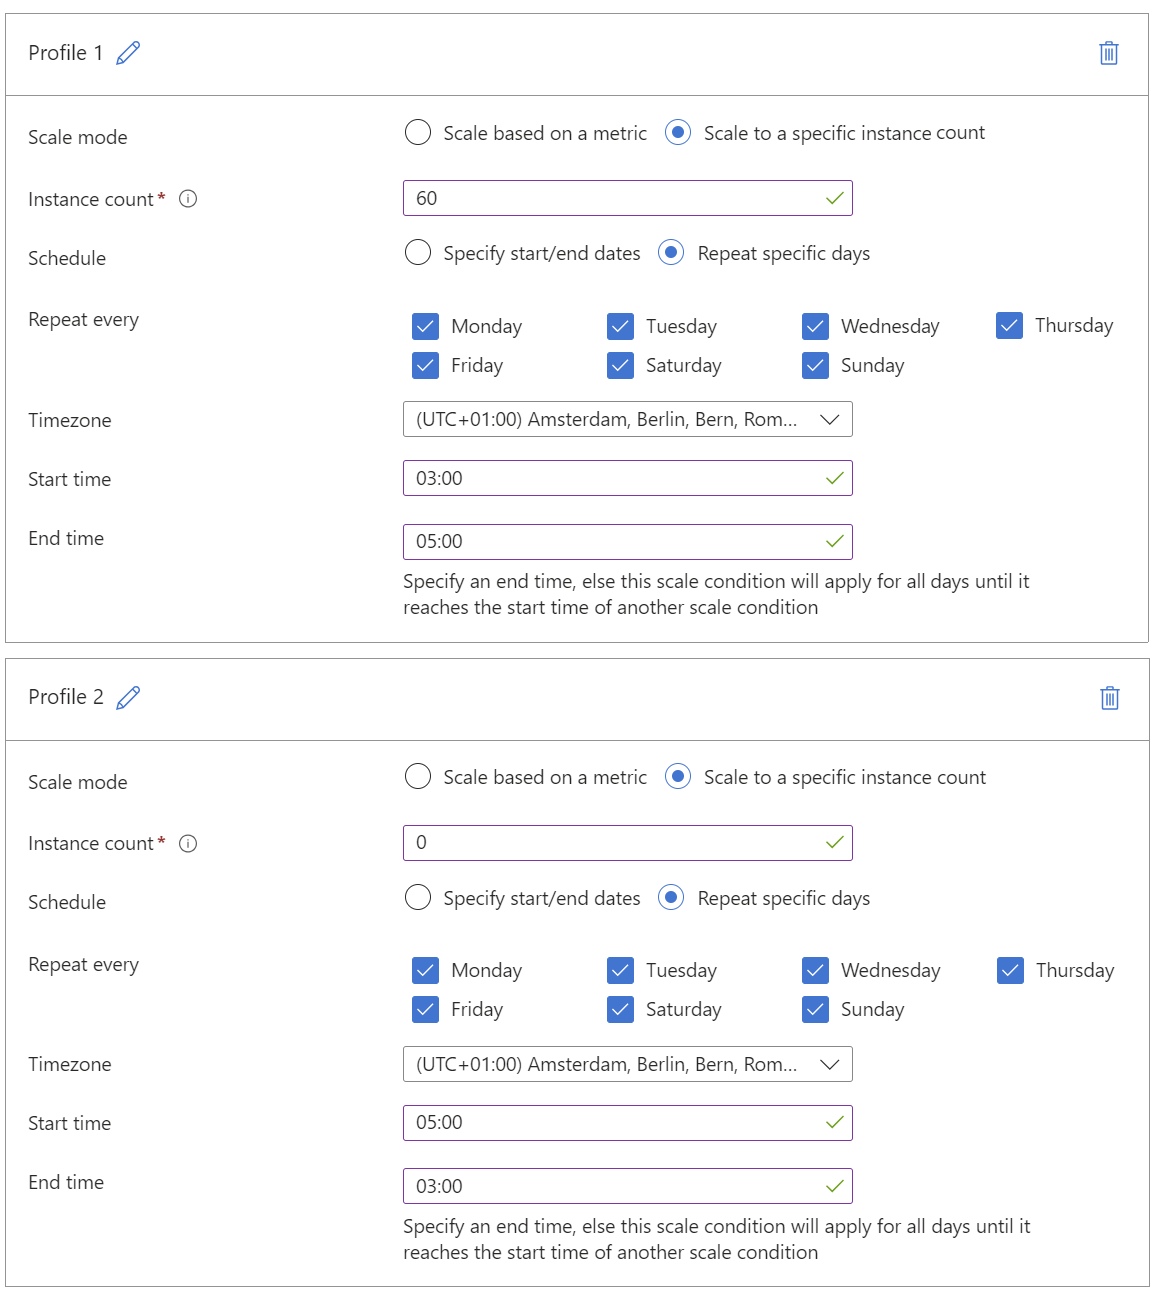 Profile 1
Scale mode
Scale based on a metric Scale to a specific instance count
Instance count *
60
Schedule
Specify start/end dates Repeat specific days
Repeat every
Monday Tuesday Wednesday Thursday
Friday Saturday Sunday
Timezone
(UTC+01:00) Amsterdam, Berlin, Bern, Rom...
Start time
03:00
End time
05:00
Specify an end time, else this scale condition will apply for all days until it
reaches the start time of another scale condition
Profile 2
Scale mode
Scale based on a metric Scale to a specific instance count
Instance count *
0
Schedule
Specify start/end dates Repeat specific days
Repeat every
Monday Tuesday Wednesday Thursday
Friday Saturday Sunday
Timezone
(UTC+01:00) Amsterdam, Berlin, Bern, Rom...
Start time
05:00
End time
03:00
Specify an end time, else this scale condition will apply for all days until it
reaches the start time of another scale condition